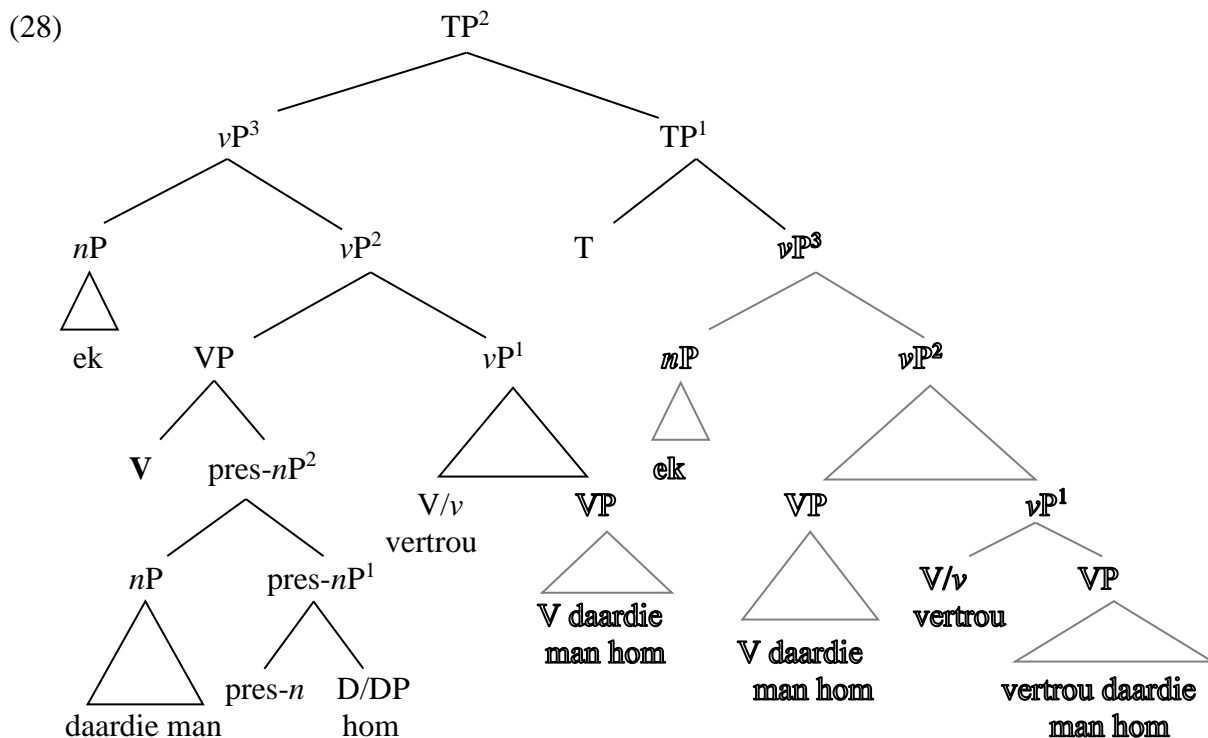 (28) TP²
vP³ TP¹
nP vP² T vP³
ek VP vP¹ nP vP²
V pres-nP² V/v VP ek VP vP¹
vertrou
nP pres-nP¹ V daardie V/v VP
man hom V daardie vertrou
man hom
daardie man pres-n D/DP vertrou daardie
hom man hom